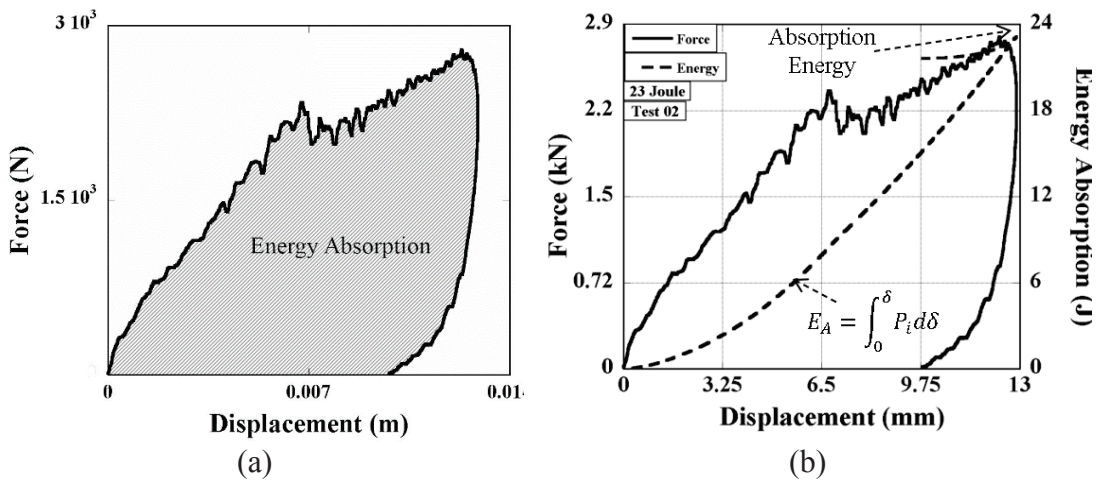 3 10³
1.5 10³
0
Force (N)
Energy Absorption
0
0.007
0.014
Displacement (m)
(a)
2.9
2.2
1.5
0.72
0
Force (kN)
Force
Energy
23 Joule
Test 02
Absorption
Energy
E_A = ∫₀^δ P_i dδ
24
18
12
6
0
Energy Absorption (J)
0
3.25
6.5
9.75
13
Displacement (mm)
(b)